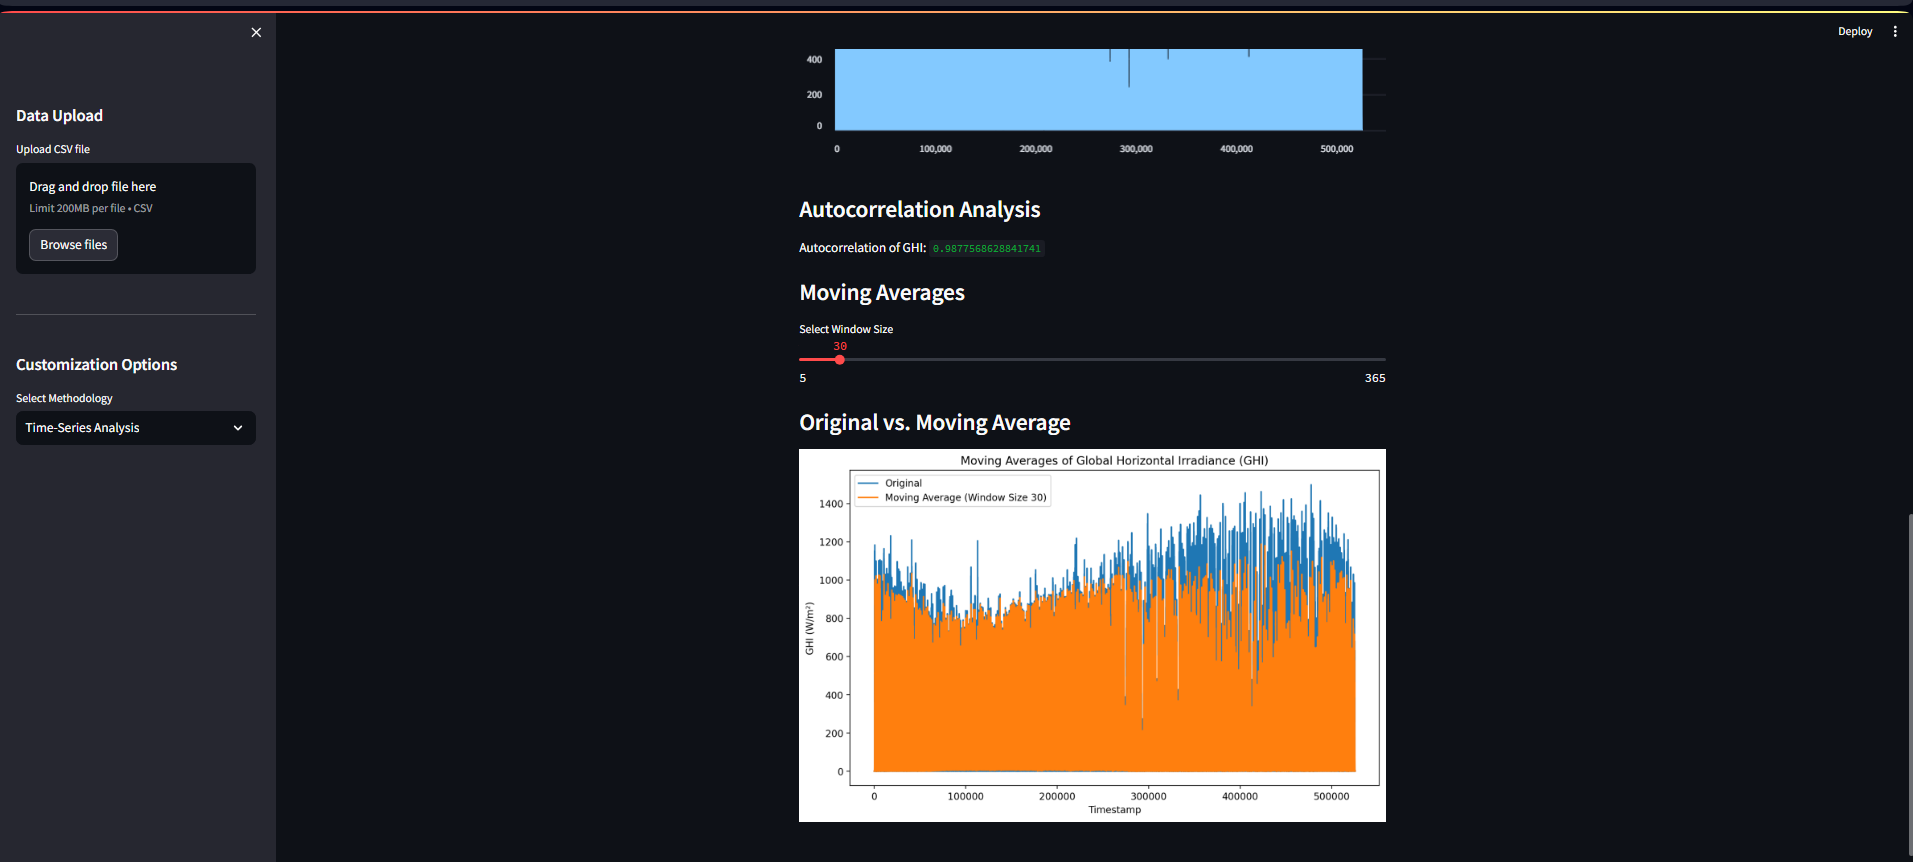 Deploy
Data Upload
Upload CSV file
Drag and drop file here
Limit 200MB per file • CSV
Browse files
Customization Options
Select Methodology
Time-Series Analysis
400
200
0
0 100,000 200,000 300,000 400,000 500,000
Autocorrelation Analysis
Autocorrelation of GHI: 0.9877568628841741
Moving Averages
Select Window Size
30
5 365
Original vs. Moving Average
Moving Averages of Global Horizontal Irradiance (GHI)
Original
Moving Average (Window Size 30)
1400
1200
1000
800
600
400
200
0
GHI (W/m²)
0 100000 200000 300000 400000 500000
Timestamp